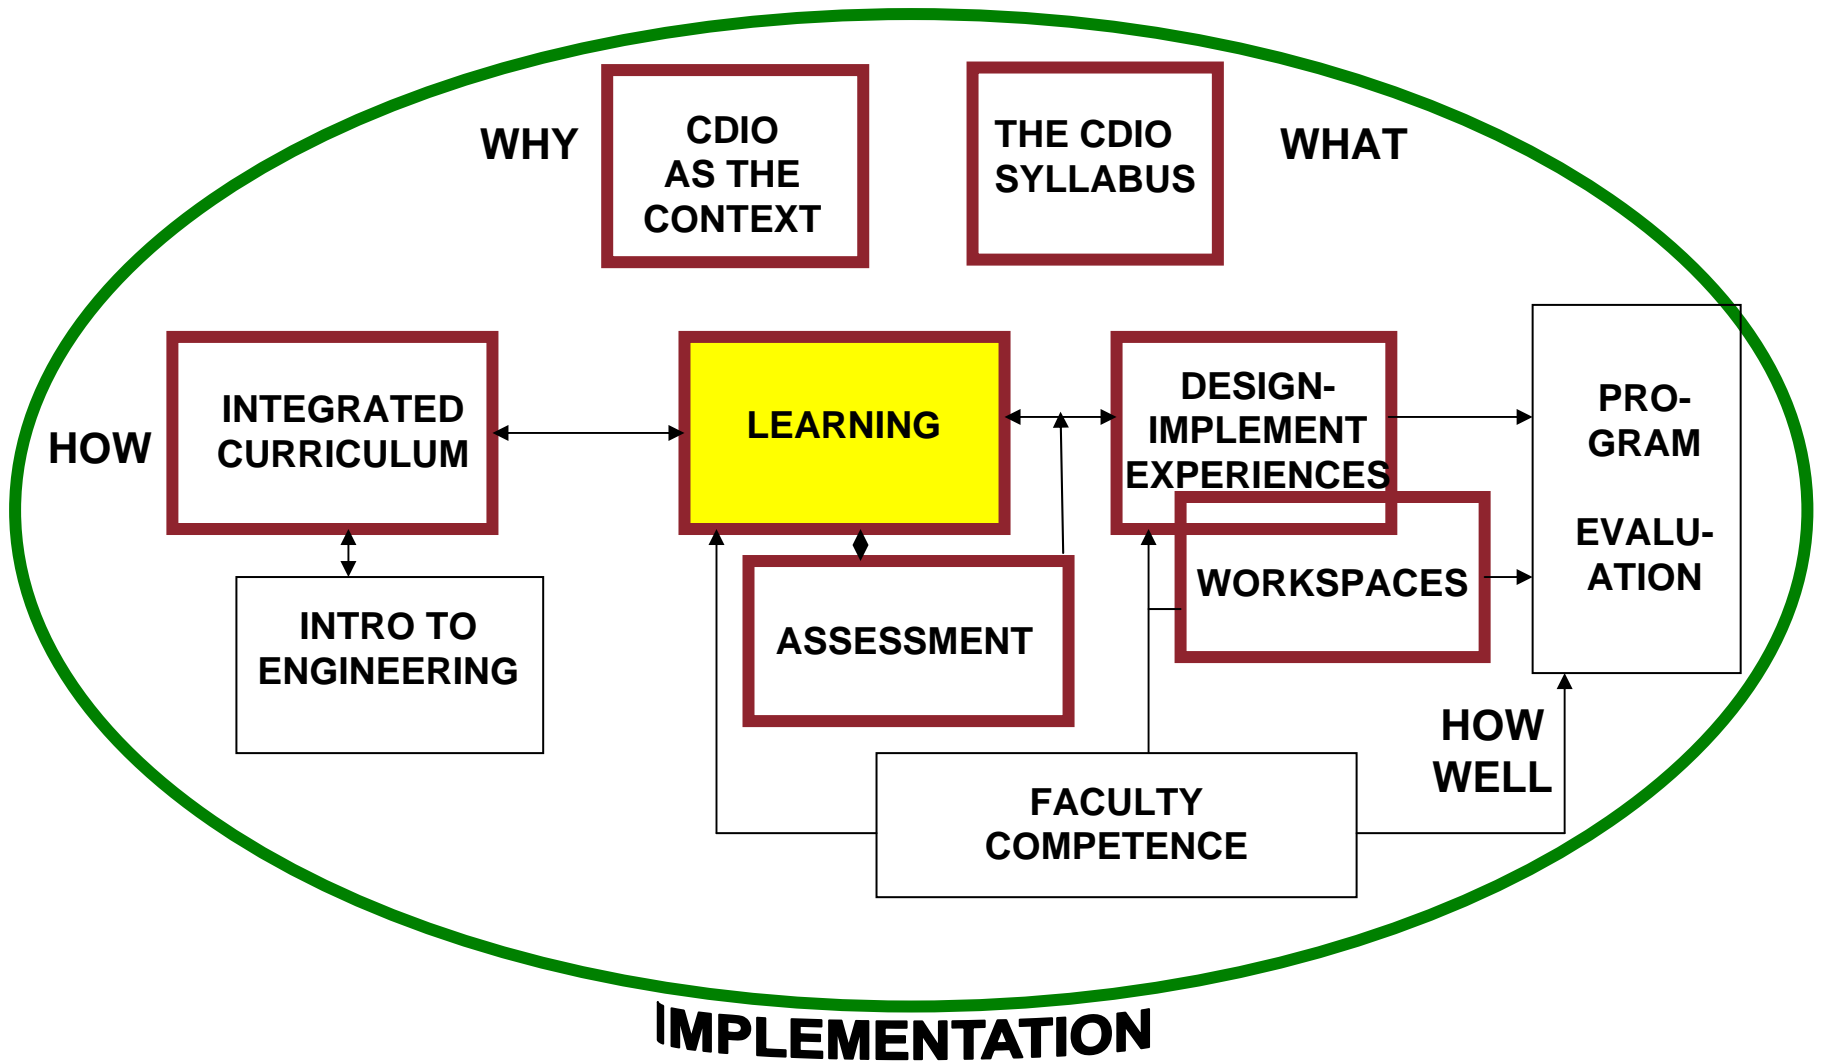 WHY
CDIO
AS THE
CONTEXT
THE CDIO
SYLLABUS
WHAT
HOW
INTEGRATED
CURRICULUM
LEARNING
DESIGN-
IMPLEMENT
EXPERIENCES
PRO-
GRAM
EVALU-
ATION
INTRO TO
ENGINEERING
ASSESSMENT
WORKSPACES
HOW
WELL
FACULTY
COMPETENCE
IMPLEMENTATION